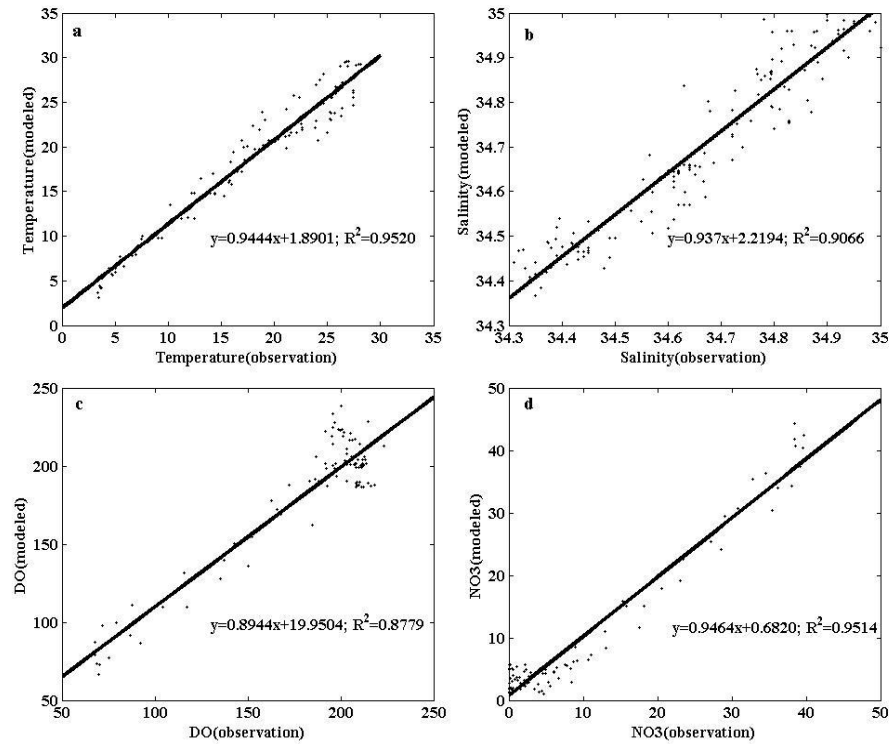 a
35
30
25
20
15
10
5
0
Temperature(modeled)
y=0.9444x+1.8901; R²=0.9520
0 5 10 15 20 25 30 35
Temperature(observation)
b
35
34.9
34.8
34.7
34.6
34.5
34.4
34.3
Salinity(modeled)
y=0.937x+2.2194; R²=0.9066
34.3 34.4 34.5 34.6 34.7 34.8 34.9 35
Salinity(observation)
c
250
200
150
100
50
DO(modeled)
y=0.8944x+19.9504; R²=0.8779
50 100 150 200 250
DO(observation)
d
50
40
30
20
10
0
NO3(modeled)
y=0.9464x+0.6820; R²=0.9514
0 10 20 30 40 50
NO3(observation)